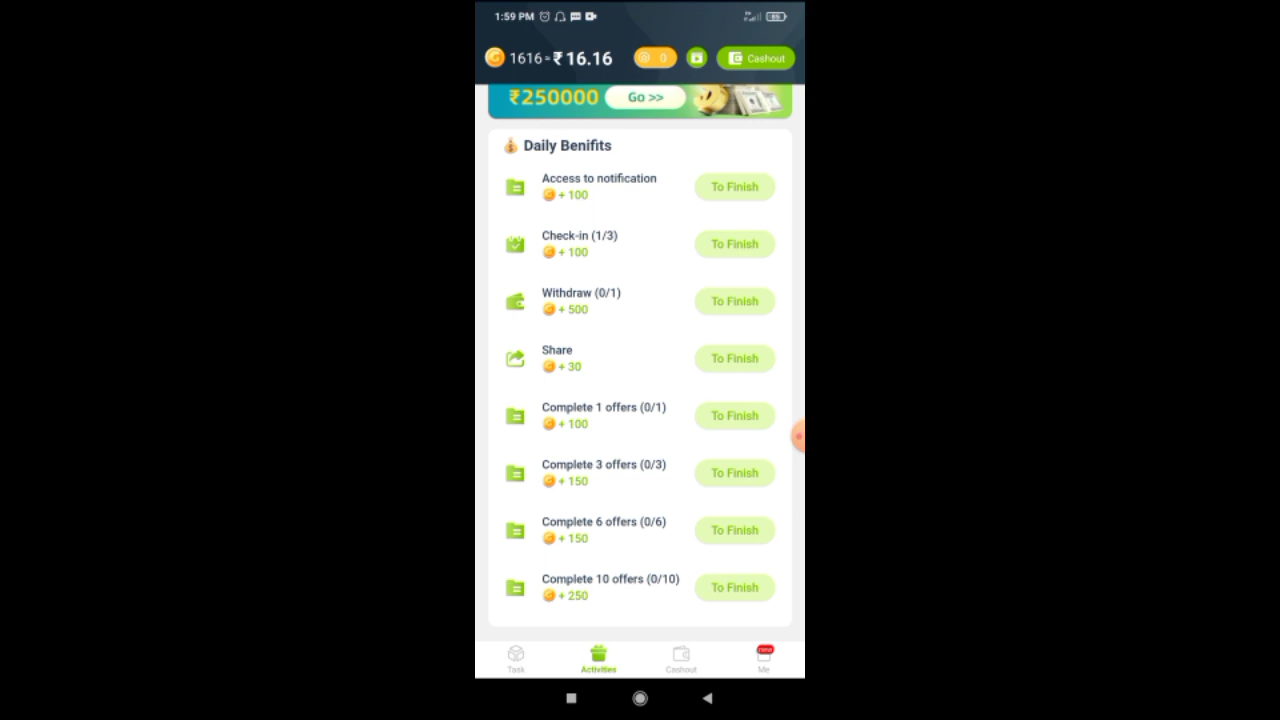 1:59 PM 85
1616 ≈ ₹ 16.16 0 Cashout
₹250000 Go >>
Daily Benifits
Access to notification
+ 100
To Finish
Check-in (1/3)
+ 100
To Finish
Withdraw (0/1)
+ 500
To Finish
Share
+ 30
To Finish
Complete 1 offers (0/1)
+ 100
To Finish
Complete 3 offers (0/3)
+ 150
To Finish
Complete 6 offers (0/6)
+ 150
To Finish
Complete 10 offers (0/10)
+ 250
To Finish
new
Task Activities Cashout Me